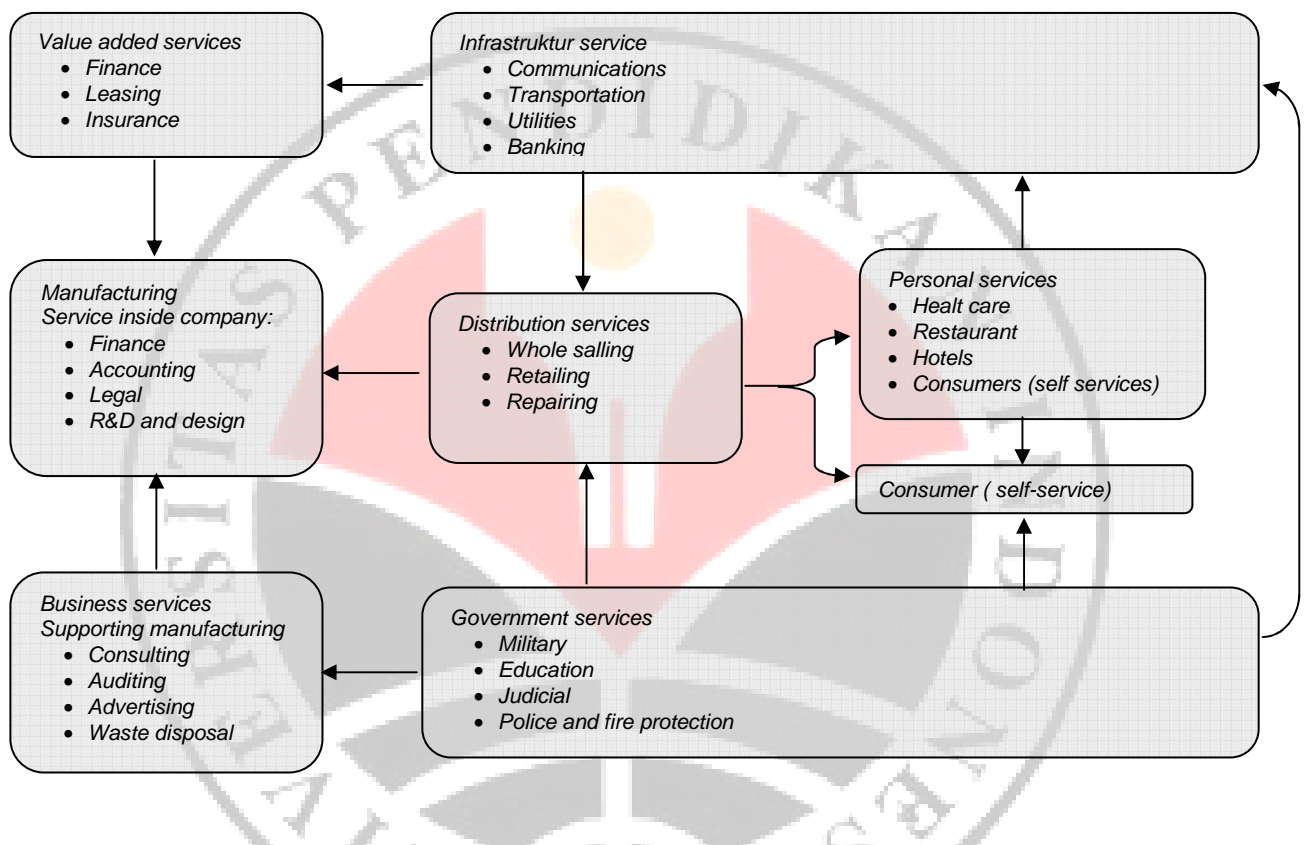 Value added services
• Finance
• Leasing
• Insurance
Infrastruktur service
• Communications
• Transportation
• Utilities
• Banking
Manufacturing
Service inside company:
• Finance
• Accounting
• Legal
• R&D and design
Distribution services
• Whole salling
• Retailing
• Repairing
Personal services
• Healt care
• Restaurant
• Hotels
• Consumers (self services)
Consumer ( self-service)
Business services
Supporting manufacturing
• Consulting
• Auditing
• Advertising
• Waste disposal
Government services
• Military
• Education
• Judicial
• Police and fire protection
PENDIDIKAN INDONES
VERSITAS